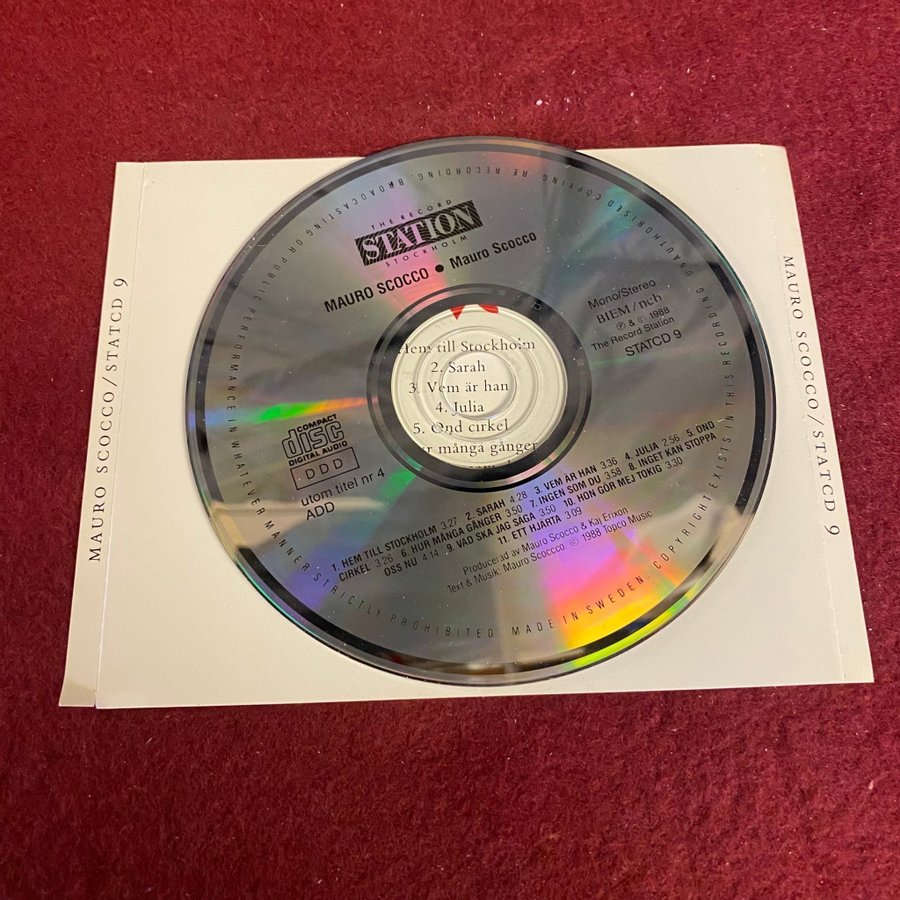 MAURO SCOCCO/STATCD 9
THE RECORD
STATION
STOCKHOLM
MAURO SCOCCO ● Mauro Scocco
Mono/Stereo
BIEM/ncb
Ⓟ & © 1988
The Record Station
STATCD 9
Hem till Stockholm
2. Sarah
3. Vem är han
4. Julia
5. Ond cirkel
många gånger
COMPACT
disc
DIGITAL AUDIO
DDD
utom titel nr 4
ADD
1. HEM TILL STOCKHOLM 3:27 2. SARAH 4:28 3. VEM ÄR HAN 3:36 4. JULIA 2:56 5. OND
CIRKEL 3:26 6. HUR MÅNGA GÅNGER 3:50 7. INGEN SOM DU 3:58 8. INGET KAN STOPPA
OSS NU 4:14 9. VAD SKA JAG SÄGA 3:50 10. HON GÖR MEJ TOKIG 3:30
11. ETT HJÄRTA 3:09
Producerad av Mauro Scocco & Kaj Erixon
Text & Musik: Mauro Scoccco © 1988 Topco Music
MADE IN SWEDEN. COPYRIGHT EXISTS IN THIS RECORDING. UNAUTHORISED COPYING, RE-RECORDING, BROADCASTING OR PUBLIC PERFORMANCE IN WHATEVER MANNER STRICTLY PROHIBITED.
MAURO SCOCCO/STATCD 9